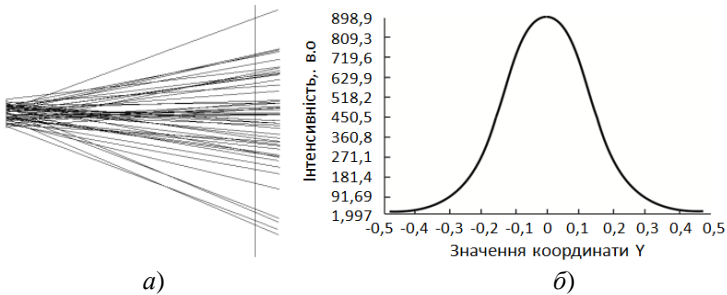 Інтенсивність,. в.о
898,9
809,3
719,6
629,9
518,2
450,5
360,8
271,1
181,4
91,69
1,997
-0,5 -0,4 -0,3 -0,2 -0,1 0 0,1 0,2 0,3 0,4 0,5
Значення координати Y
а) б)